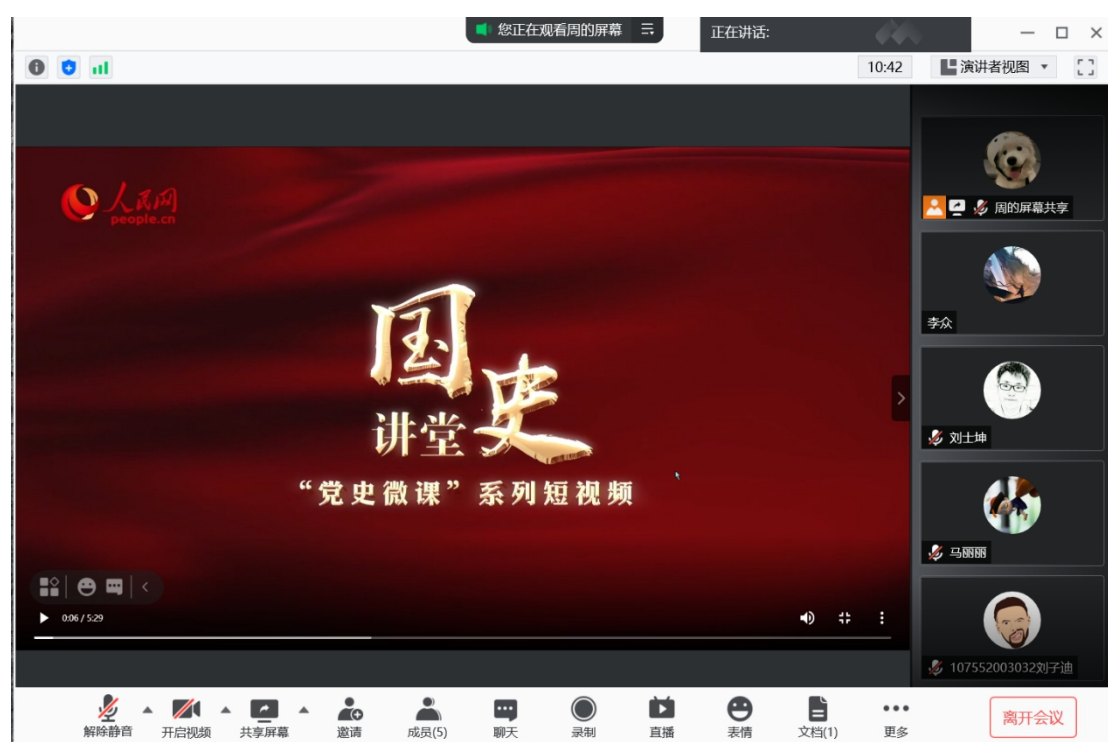 您正在观看周的屏幕
正在讲话:
10:42
演讲者视图
人民网
people.cn
国史
讲堂
“党史微课”系列短视频
0:06 / 5:29
周的屏幕共享
李众
刘士坤
马丽丽
107552003032刘子迪
解除静音
开启视频
共享屏幕
邀请
成员(5)
聊天
录制
直播
表情
文档(1)
更多
离开会议